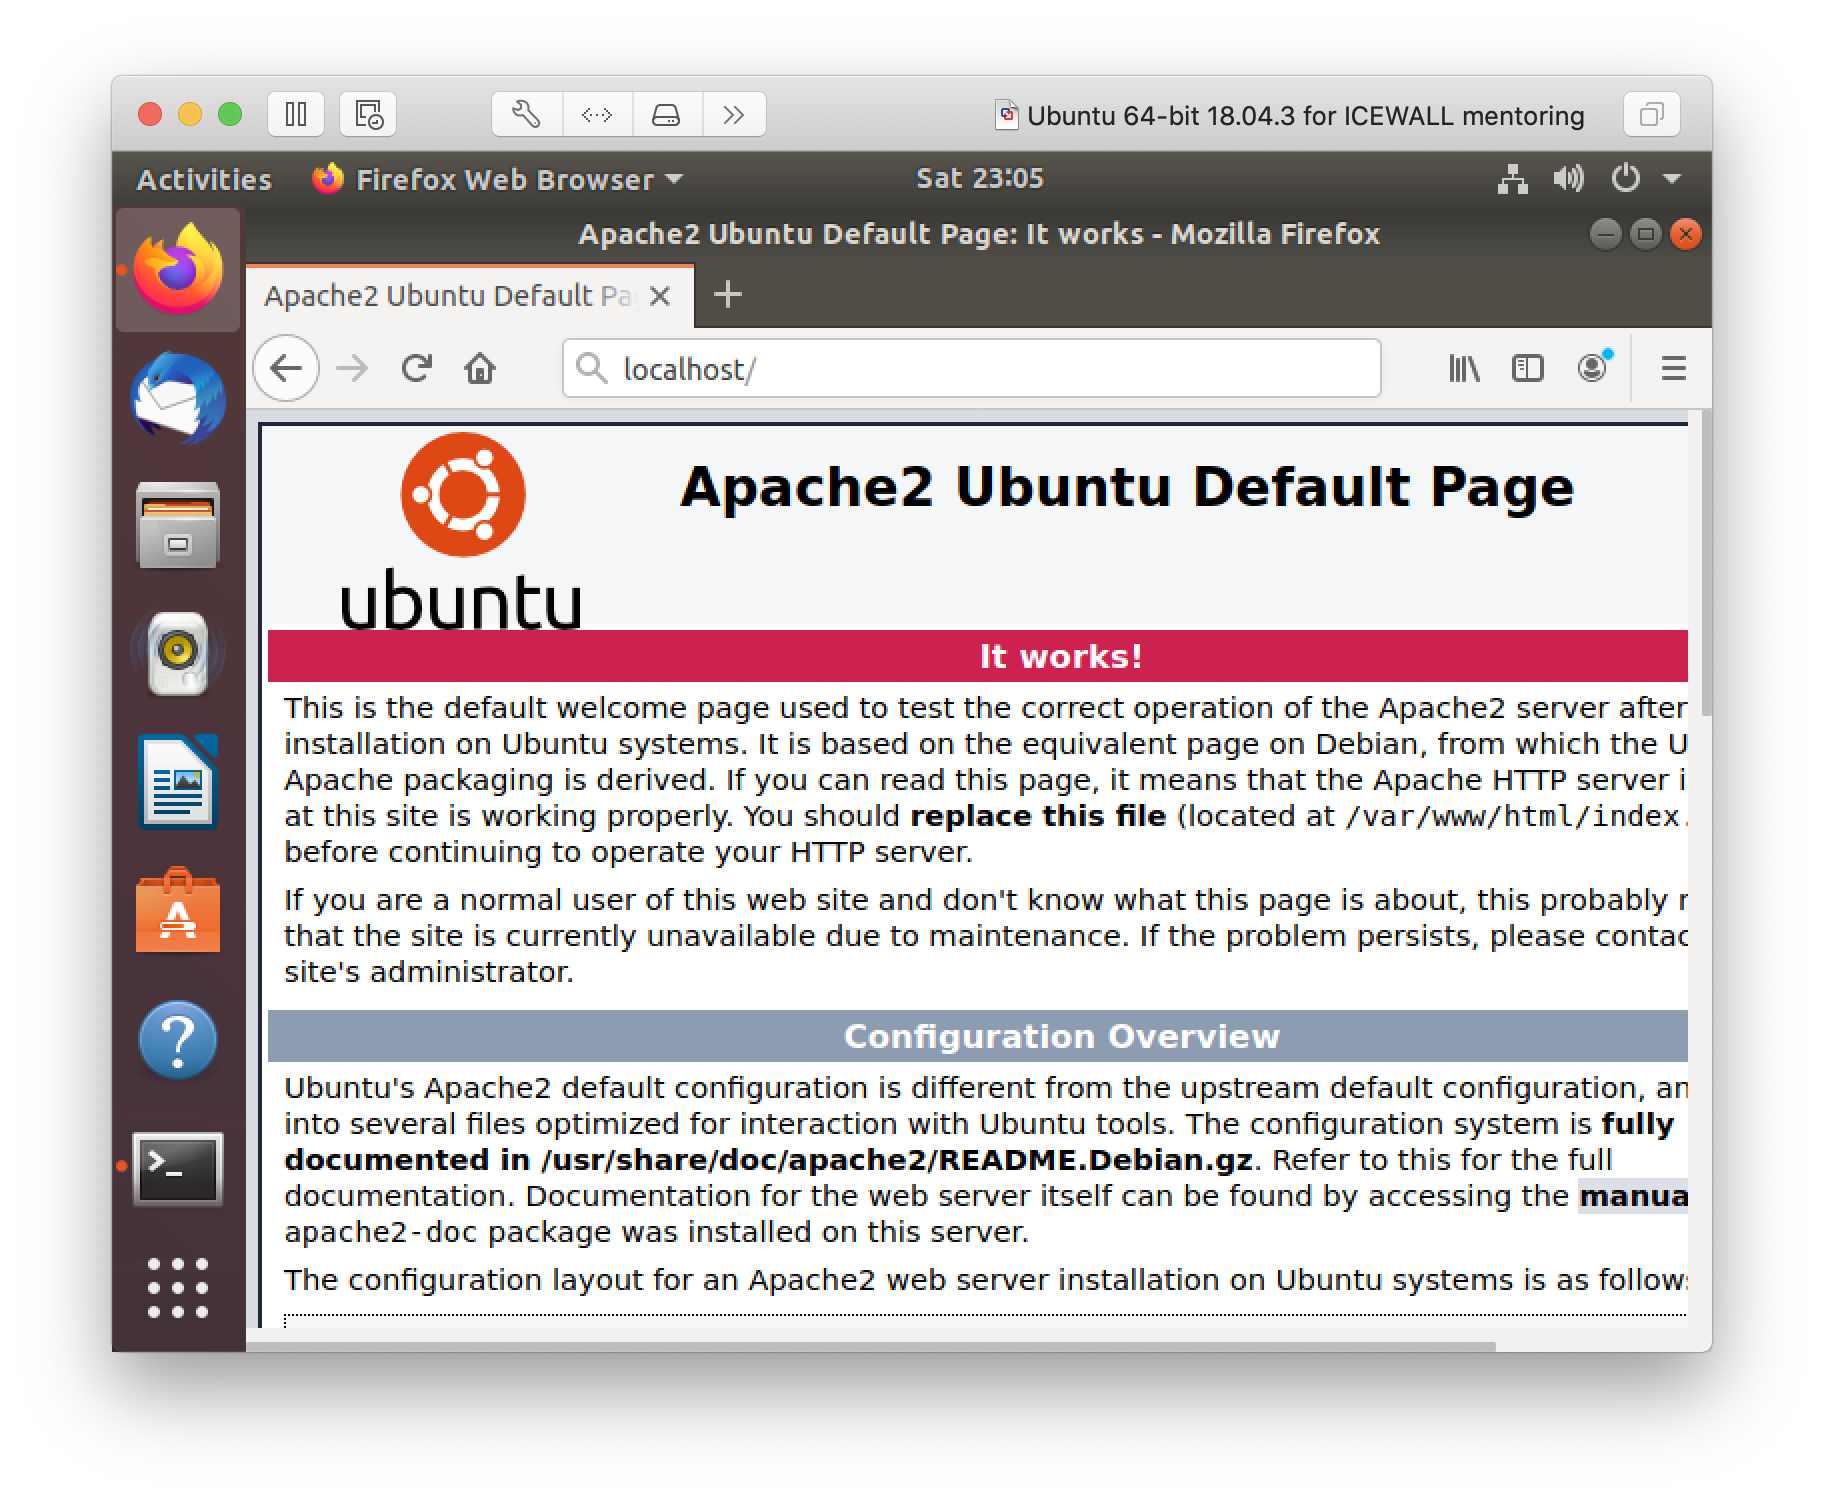 Ubuntu 64-bit 18.04.3 for ICEWALL mentoring
Activities Firefox Web Browser Sat 23:05
Apache2 Ubuntu Default Page: It works - Mozilla Firefox
Apache2 Ubuntu Default Pa
localhost/
Apache2 Ubuntu Default Page
ubuntu
It works!
This is the default welcome page used to test the correct operation of the Apache2 server after
installation on Ubuntu systems. It is based on the equivalent page on Debian, from which the U
Apache packaging is derived. If you can read this page, it means that the Apache HTTP server i
at this site is working properly. You should replace this file (located at /var/www/html/index.
before continuing to operate your HTTP server.
If you are a normal user of this web site and don't know what this page is about, this probably
that the site is currently unavailable due to maintenance. If the problem persists, please contac
site's administrator.
Configuration Overview
Ubuntu's Apache2 default configuration is different from the upstream default configuration, an
into several files optimized for interaction with Ubuntu tools. The configuration system is fully
documented in /usr/share/doc/apache2/README.Debian.gz. Refer to this for the full
documentation. Documentation for the web server itself can be found by accessing the manua
apache2-doc package was installed on this server.
The configuration layout for an Apache2 web server installation on Ubuntu systems is as follows